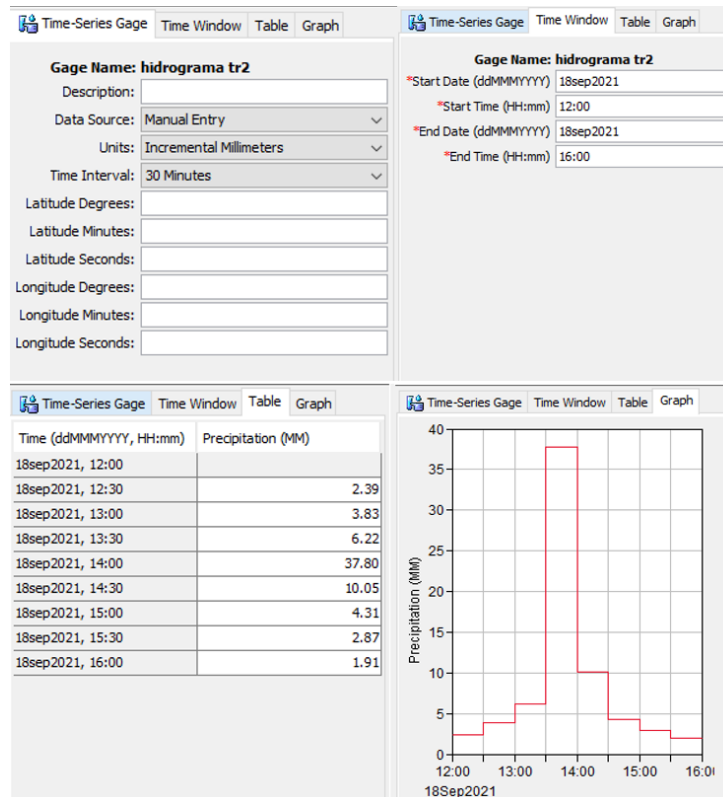 Time-Series Gage Time Window Table Graph
Gage Name: hidrograma tr2
Description:
Data Source: Manual Entry
Units: Incremental Millimeters
Time Interval: 30 Minutes
Latitude Degrees:
Latitude Minutes:
Latitude Seconds:
Longitude Degrees:
Longitude Minutes:
Longitude Seconds:
Time-Series Gage Time Window Table Graph
Gage Name: hidrograma tr2
*Start Date (ddMMMYYYY) 18sep2021
*Start Time (HH:mm) 12:00
*End Date (ddMMMYYYY) 18sep2021
*End Time (HH:mm) 16:00
Time-Series Gage Time Window Table Graph
Time (ddMMMYYYY, HH:mm) Precipitation (MM)
18sep2021, 12:00
18sep2021, 12:30 2.39
18sep2021, 13:00 3.83
18sep2021, 13:30 6.22
18sep2021, 14:00 37.80
18sep2021, 14:30 10.05
18sep2021, 15:00 4.31
18sep2021, 15:30 2.87
18sep2021, 16:00 1.91
Time-Series Gage Time Window Table Graph
Precipitation (MM)
40
35
30
25
20
15
10
5
0
12:00 13:00 14:00 15:00 16:0
18Sep2021